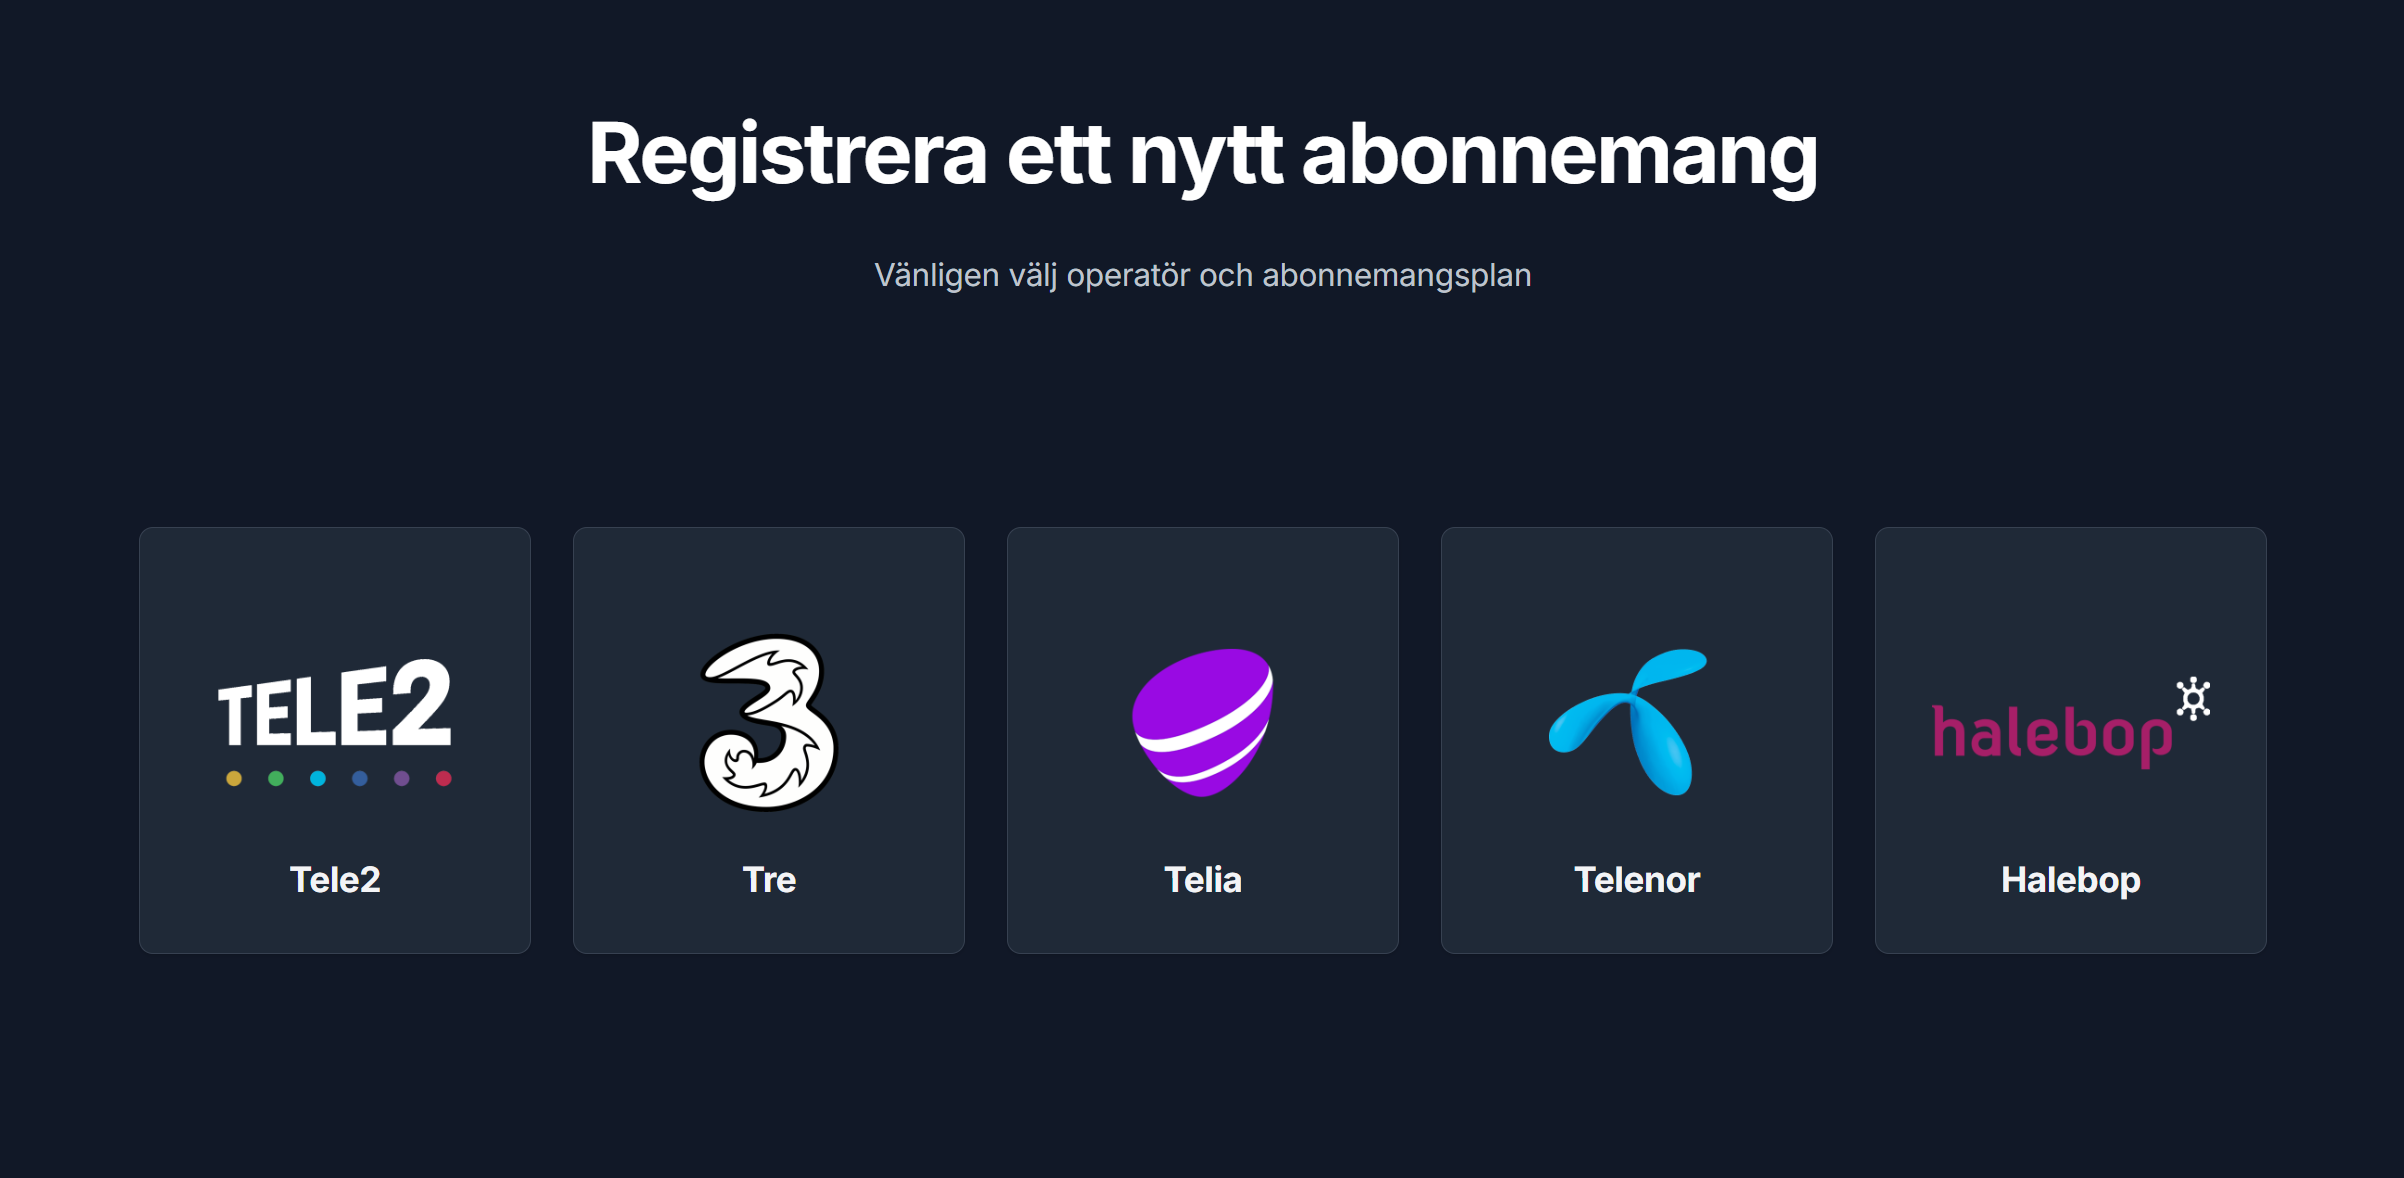 Registrera ett nytt abonnemang
Vänligen välj operatör och abonnemangsplan
TELE2
3
halebop
Tele2
Tre
Telia
Telenor
Halebop